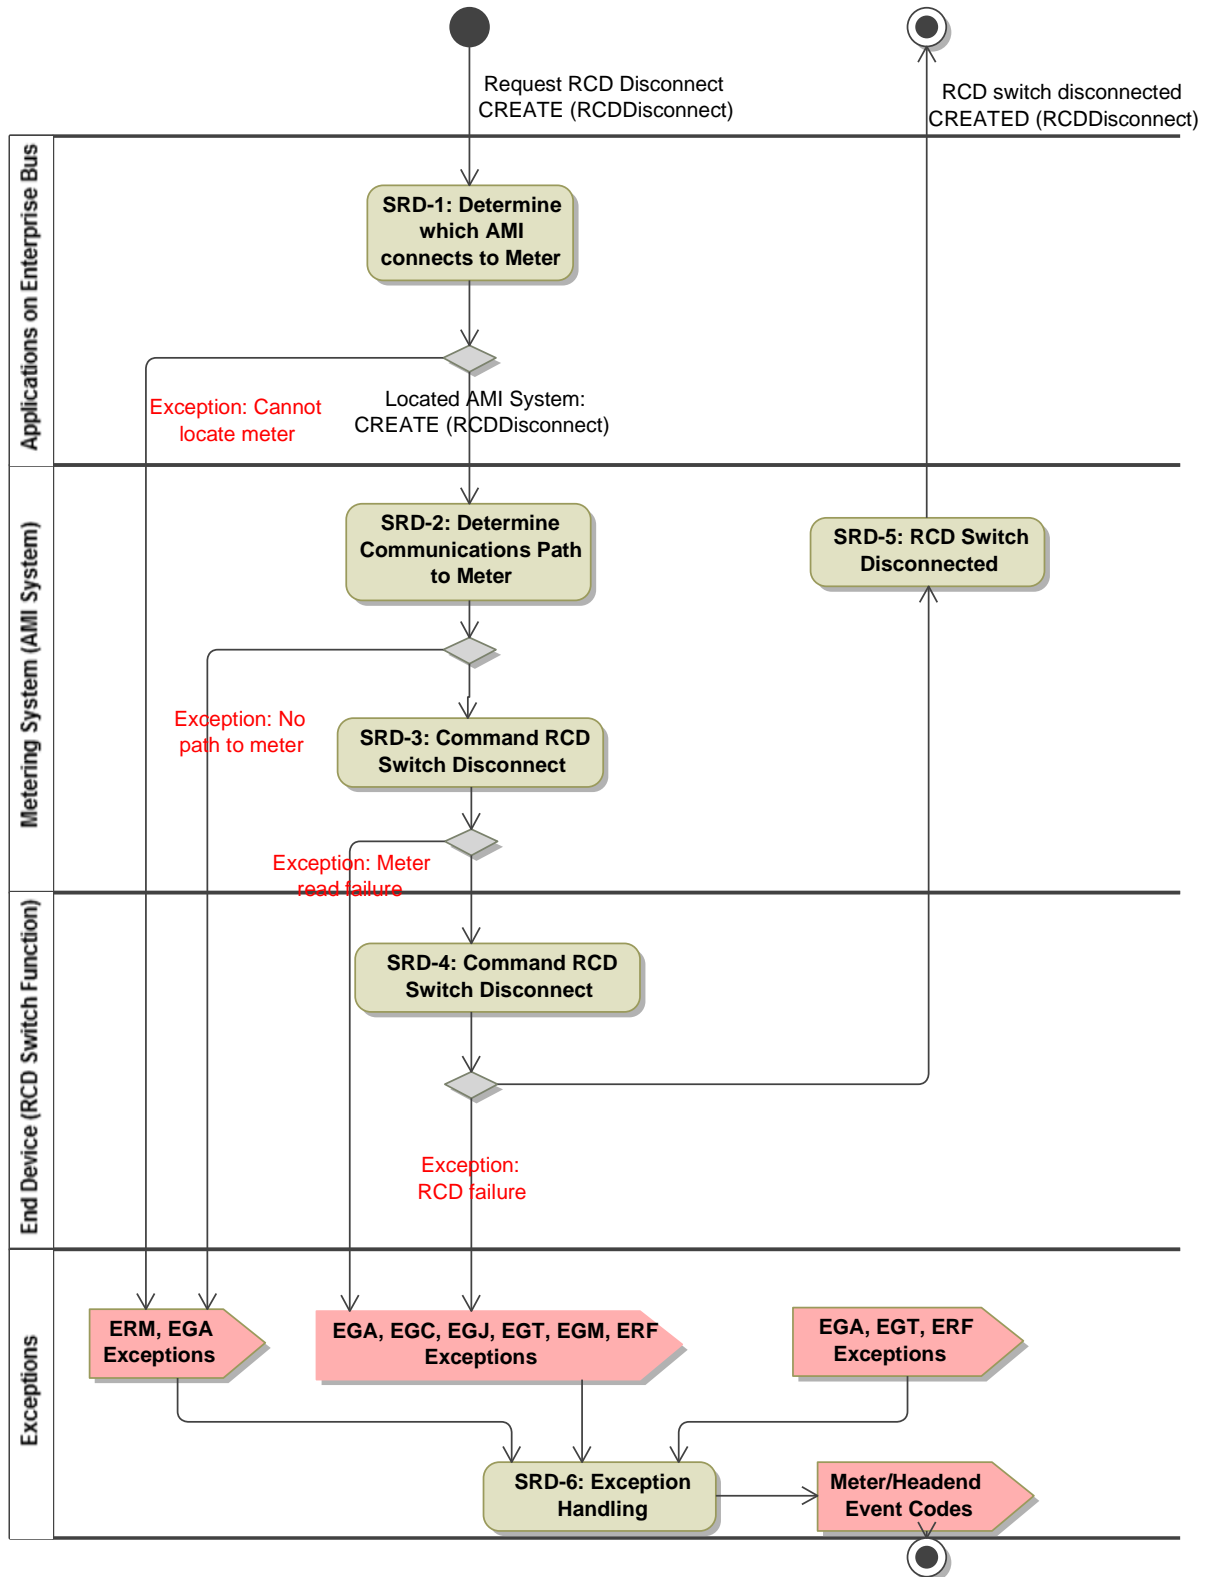 Request RCD Disconnect
CREATE (RCDDisconnect)
RCD switch disconnected
CREATED (RCDDisconnect)
Applications on Enterprise Bus
SRD-1: Determine
which AMI
connects to Meter
Exception: Cannot
locate meter
Located AMI System:
CREATE (RCDDisconnect)
Metering System (AMI System)
SRD-2: Determine
Communications Path
to Meter
SRD-5: RCD Switch
Disconnected
Exception: No
path to meter
SRD-3: Command RCD
Switch Disconnect
Exception: Meter
read failure
End Device (RCD Switch Function)
SRD-4: Command RCD
Switch Disconnect
Exception:
RCD failure
Exceptions
ERM, EGA
Exceptions
EGA, EGC, EGJ, EGT, EGM, ERF
Exceptions
EGA, EGT, ERF
Exceptions
SRD-6: Exception
Handling
Meter/Headend
Event Codes